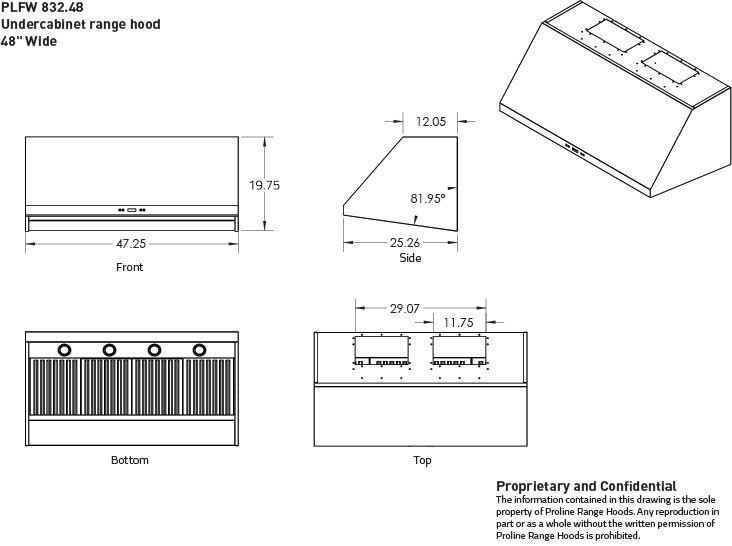 PLFW 832.48
Undercabinet range hood
48" Wide
12.05
19.75
81.95°
47.25
25.26
Front
Side
29.07
11.75
Bottom
Top
Proprietary and Confidential
The information contained in this drawing is the sole
property of Proline Range Hoods. Any reproduction in
part or as a whole without the written permission of
Proline Range Hoods is prohibited.